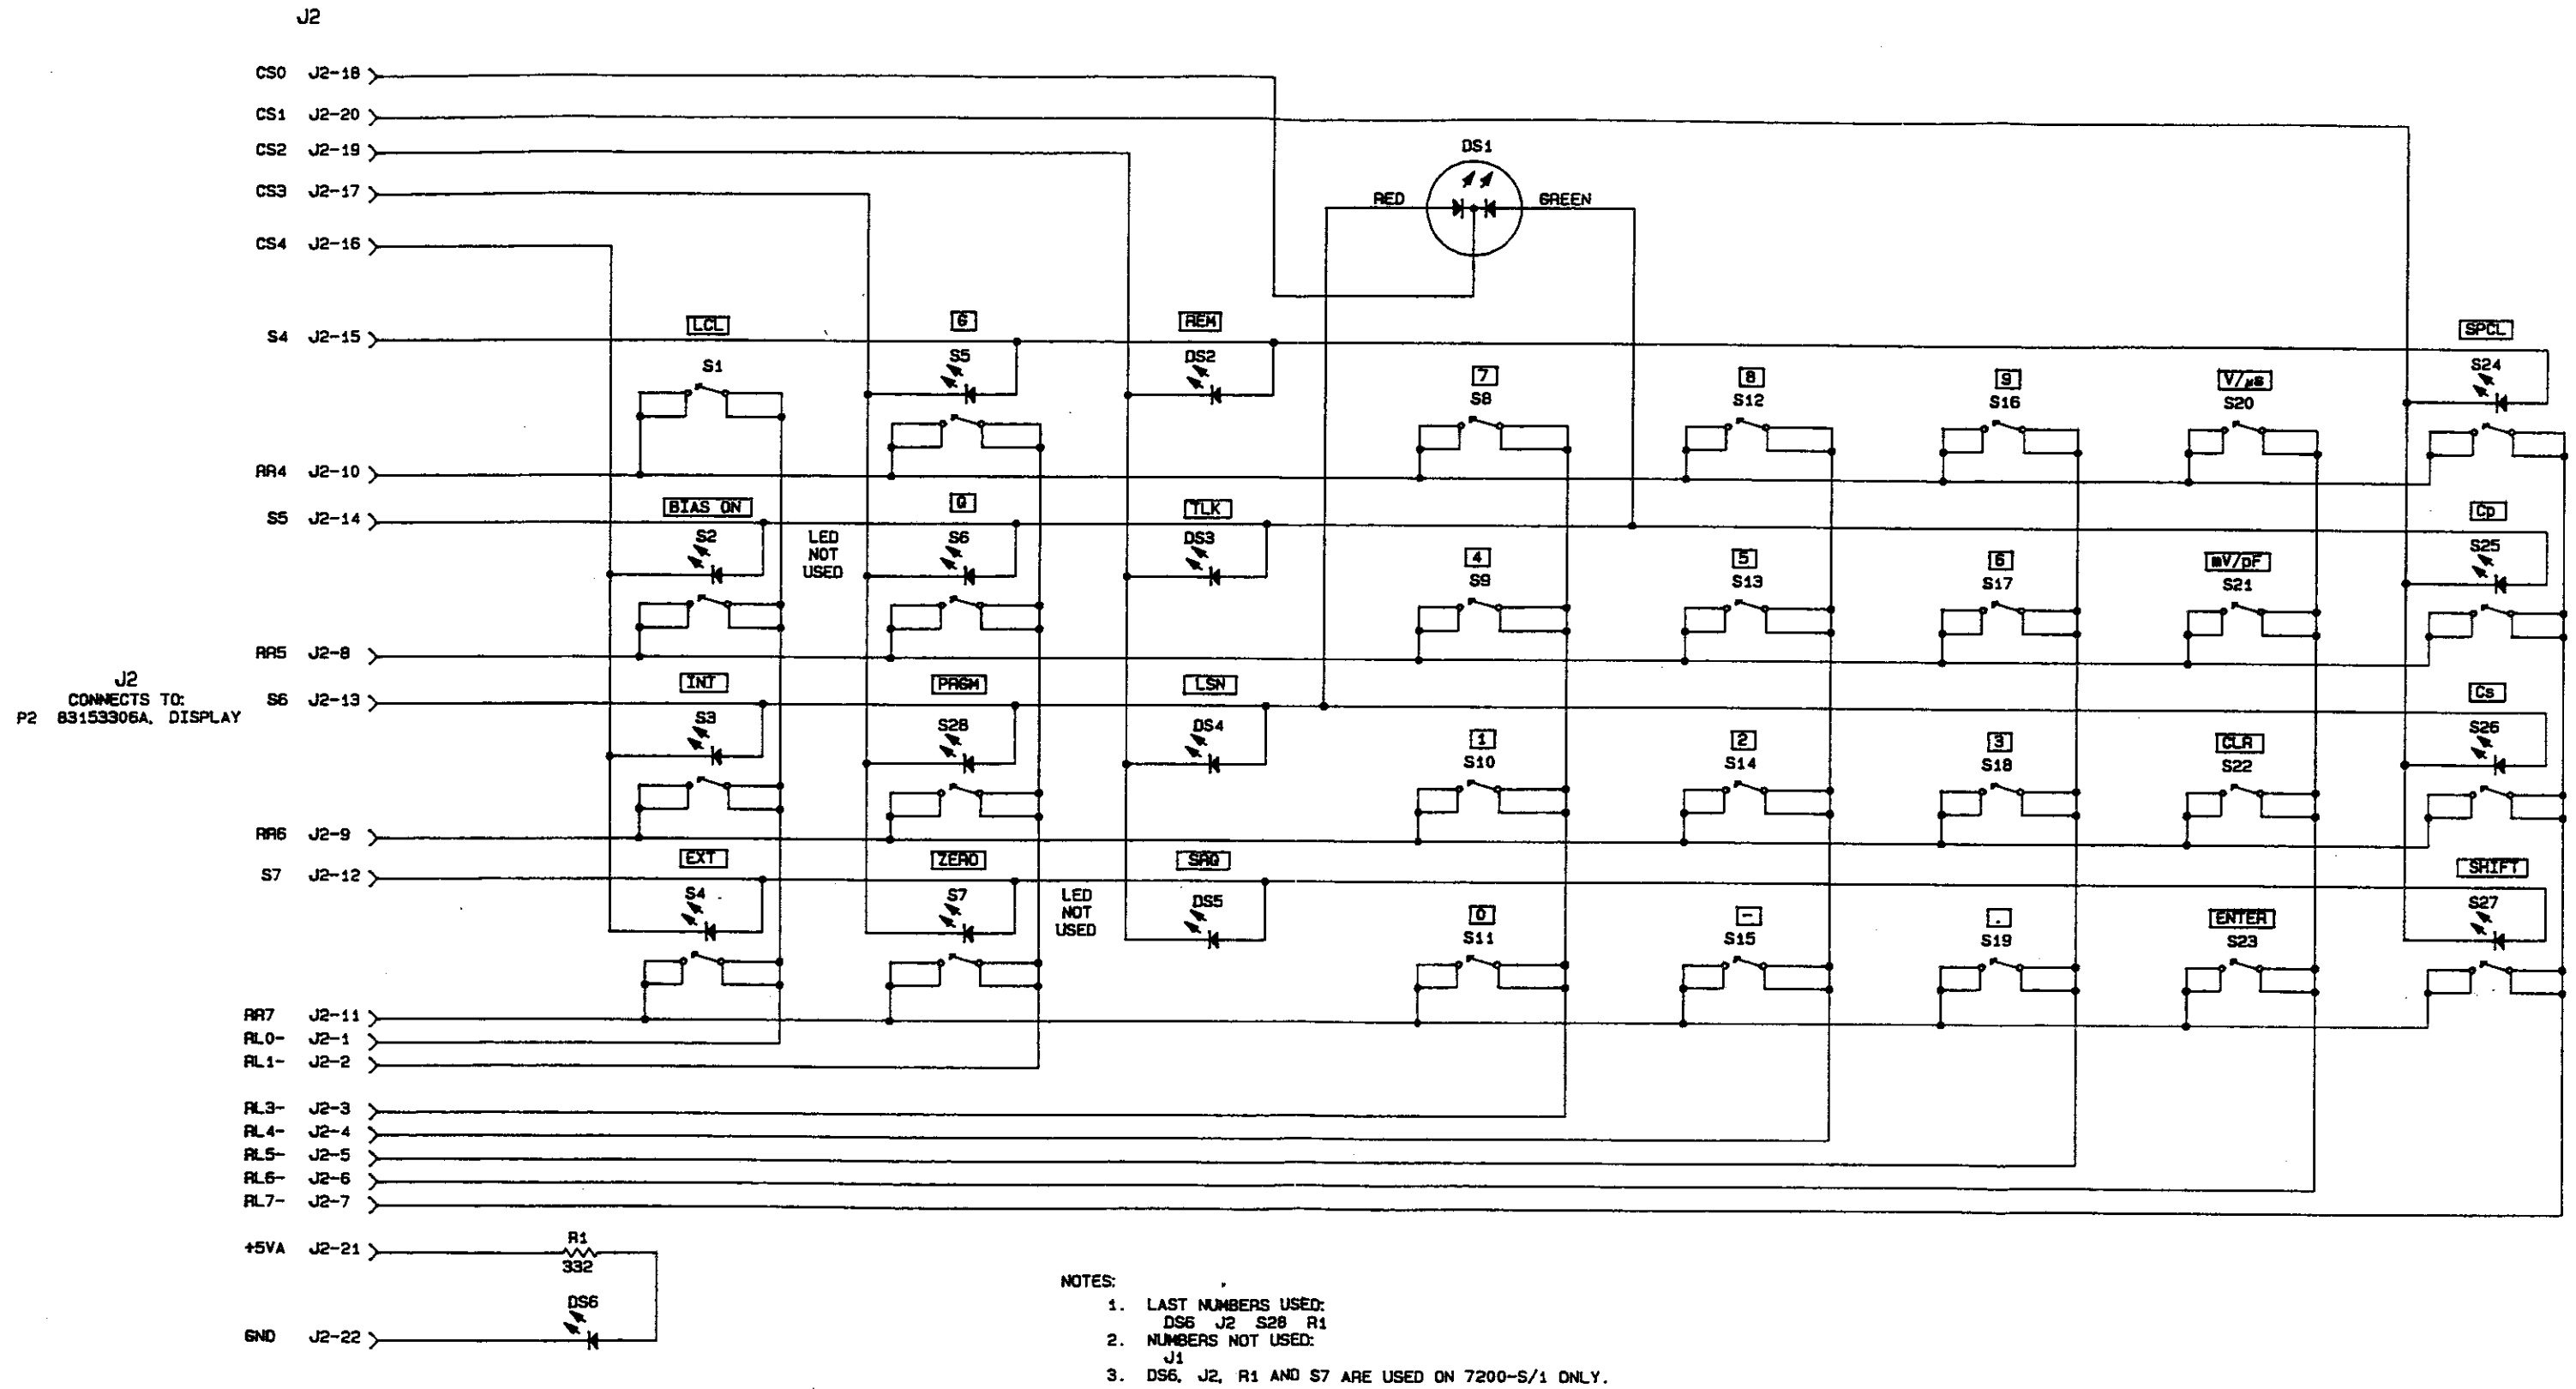 J2
CS0 J2-18
CS1 J2-20
CS2 J2-19
DS1
CS3 J2-17
RED GREEN
CS4 J2-16
LCL G REM SPCL
S4 J2-15
S1 S5 DS2 7 8 9 V/µs S24
S8 S12 S16 S20
RR4 J2-10
BIAS ON Q TLK Cp
S5 J2-14
S2 LED NOT USED S6 DS3 4 5 6 mV/pF S25
S9 S13 S17 S21
RR5 J2-8
J2
CONNECTS TO:
P2 83153306A, DISPLAY
INT PRGM LSN Cs
S6 J2-13
S3 S28 DS4 1 2 3 CLR S26
S10 S14 S18 S22
RR6 J2-9
EXT ZERO SRQ SHIFT
S7 J2-12
S4 S7 LED NOT USED DS5 0 - . ENTER S27
S11 S15 S19 S23
RR7 J2-11
RL0- J2-1
RL1- J2-2
RL3- J2-3
RL4- J2-4
RL5- J2-5
RL6- J2-6
RL7- J2-7
+5VA J2-21 R1
332
DS6
GND J2-22
NOTES:
1. LAST NUMBERS USED:
DS6 J2 S28 R1
2. NUMBERS NOT USED:
J1
3. DS6, J2, R1 AND S7 ARE USED ON 7200-S/1 ONLY.